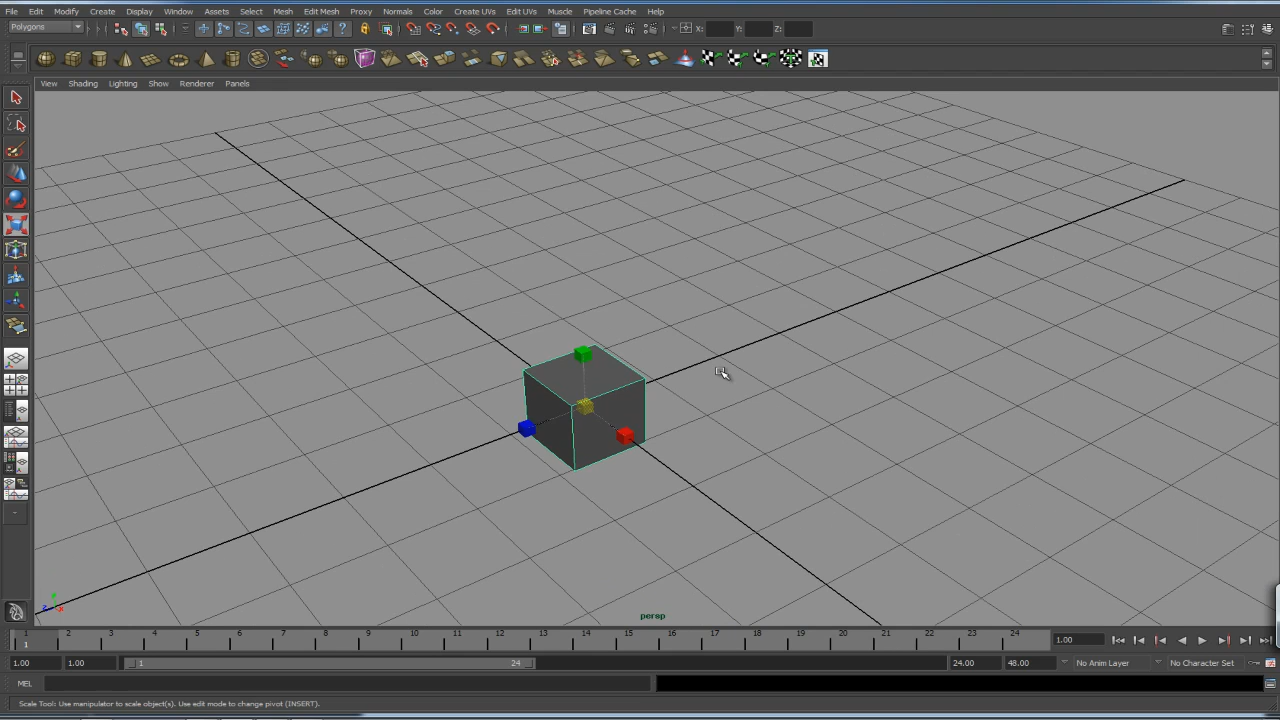 File Edit Modify Create Display Window Assets Select Mesh Edit Mesh Proxy Normals Color Create UVs Edit UVs Muscle Pipeline Cache Help
Polygons X: Y: Z:
View Shading Lighting Show Renderer Panels
persp
1 2 3 4 5 6 7 8 9 10 11 12 13 14 15 16 17 18 19 20 21 22 23 24
1 1.00
1.00 1.00 1 24 24.00 48.00 No Anim Layer No Character Set
MEL
Scale Tool: Use manipulator to scale object(s). Use edit mode to change pivot (INSERT).